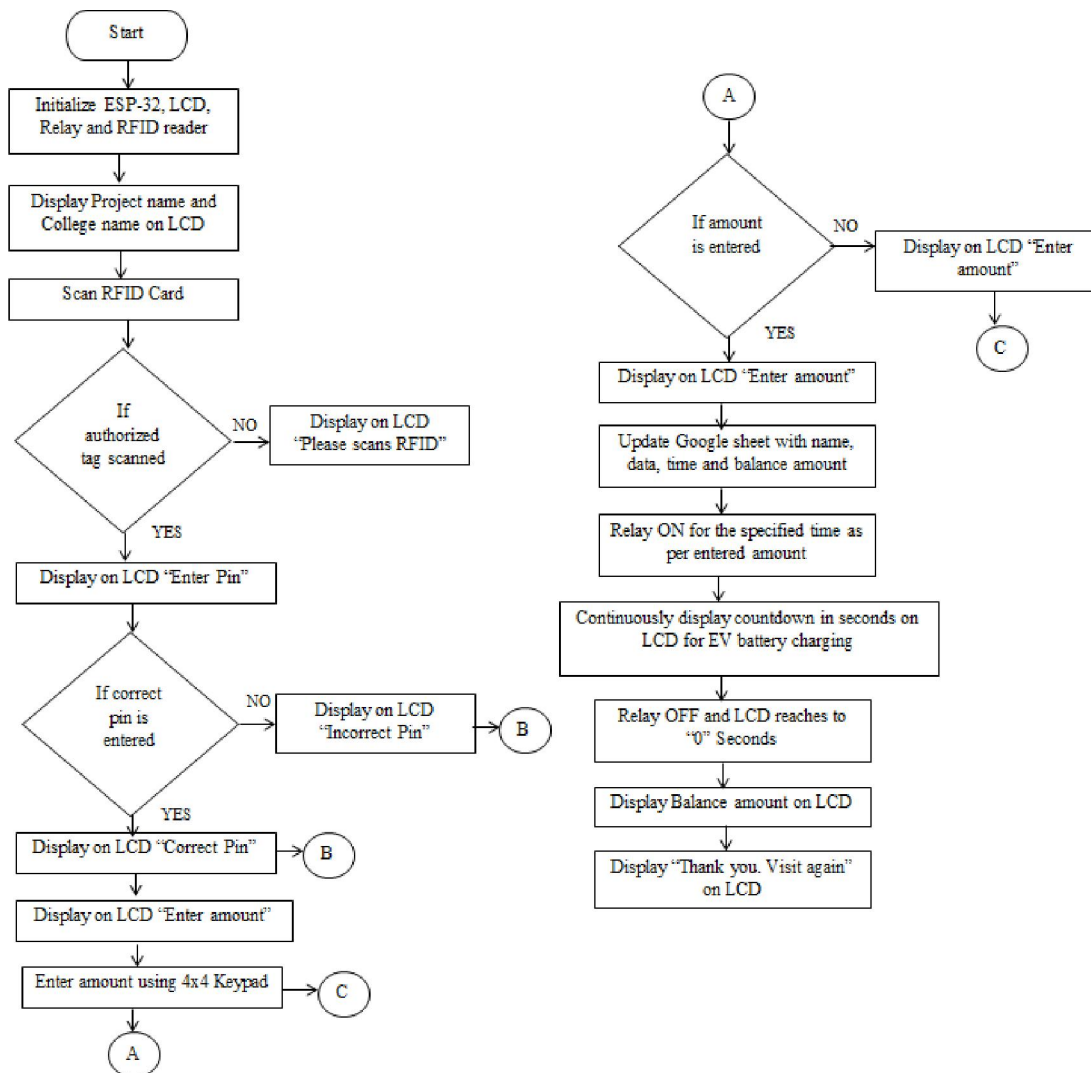 Start
Initialize ESP-32, LCD,
Relay and RFID reader
Display Project name and
College name on LCD
Scan RFID Card
If
authorized
tag scanned
NO
Display on LCD
“Please scans RFID”
YES
Display on LCD “Enter Pin”
If correct
pin is
entered
NO
Display on LCD
“Incorrect Pin”
B
YES
Display on LCD “Correct Pin”
B
Display on LCD “Enter amount”
Enter amount using 4x4 Keypad
C
A
A
If amount
is entered
NO
Display on LCD “Enter
amount”
C
YES
Display on LCD “Enter amount”
Update Google sheet with name,
data, time and balance amount
Relay ON for the specified time as
per entered amount
Continuously display countdown in seconds on
LCD for EV battery charging
Relay OFF and LCD reaches to
“0” Seconds
Display Balance amount on LCD
Display “Thank you. Visit again”
on LCD